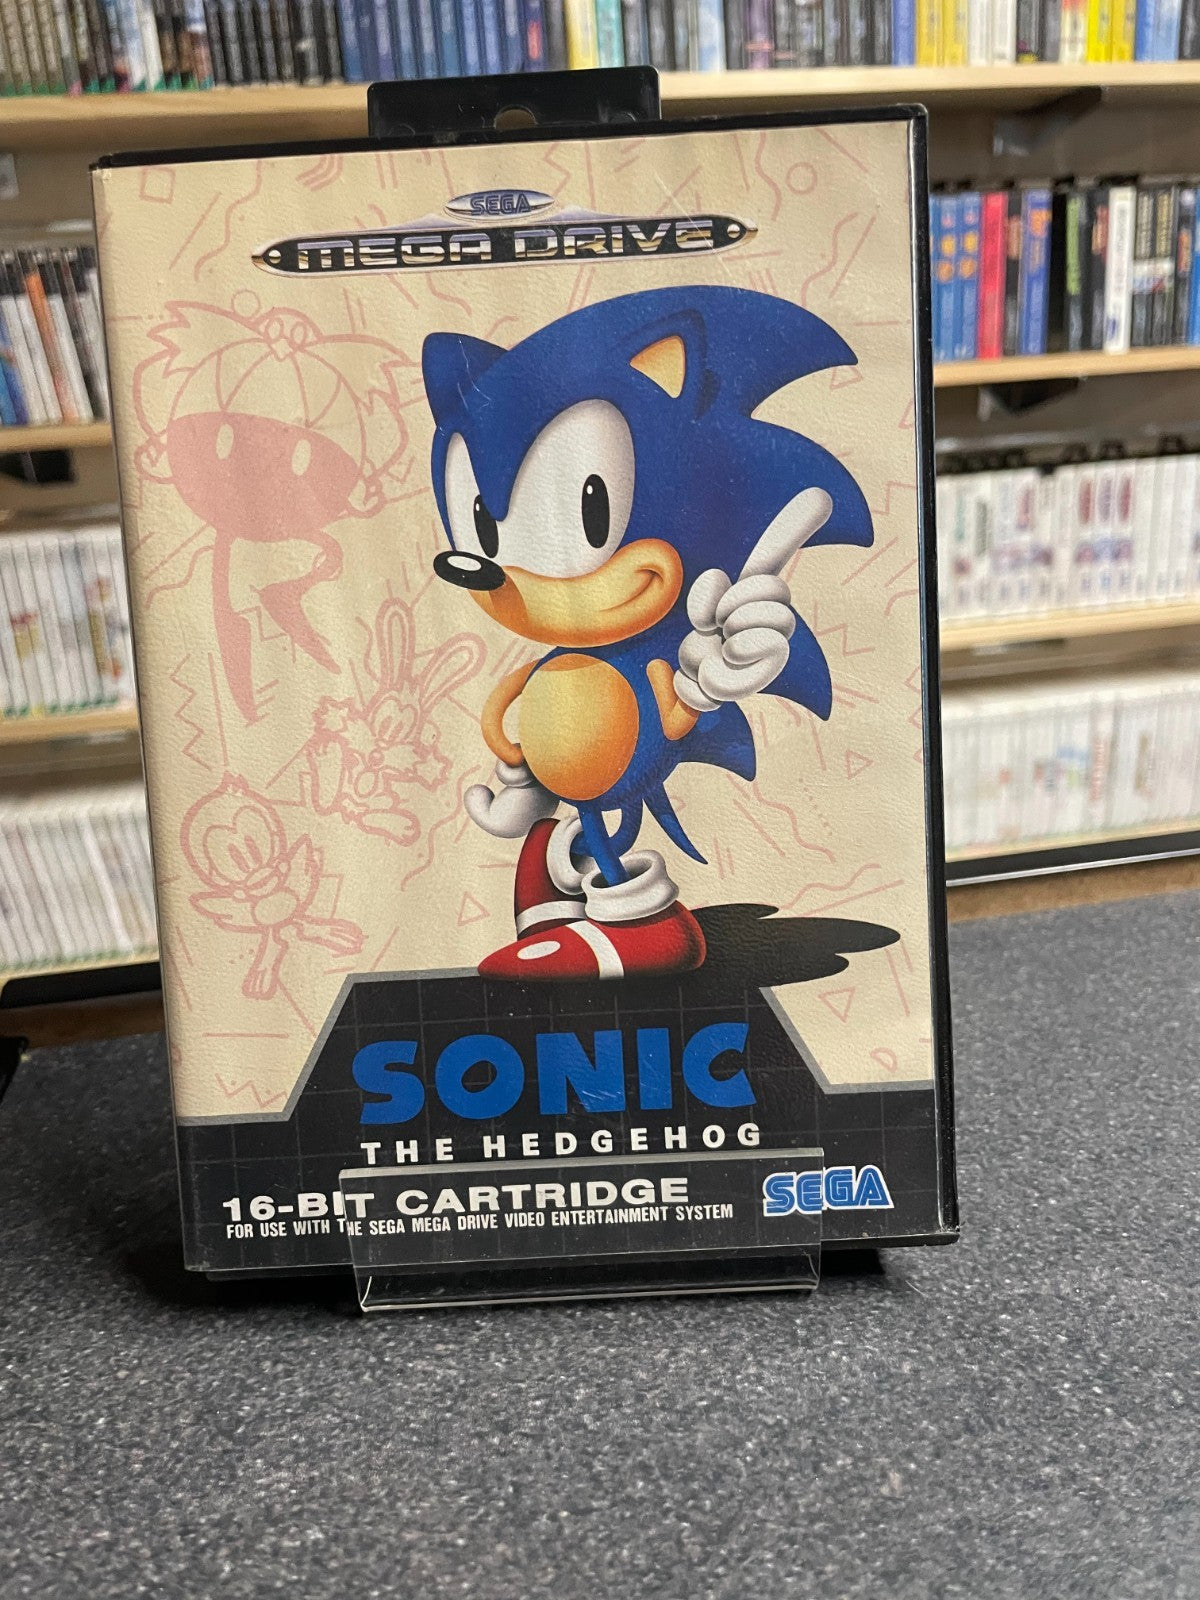 SEGA
MEGA DRIVE
SONIC
THE HEDGEHOG
16-BIT CARTRIDGE
FOR USE WITH THE SEGA MEGA DRIVE VIDEO ENTERTAINMENT SYSTEM
SEGA